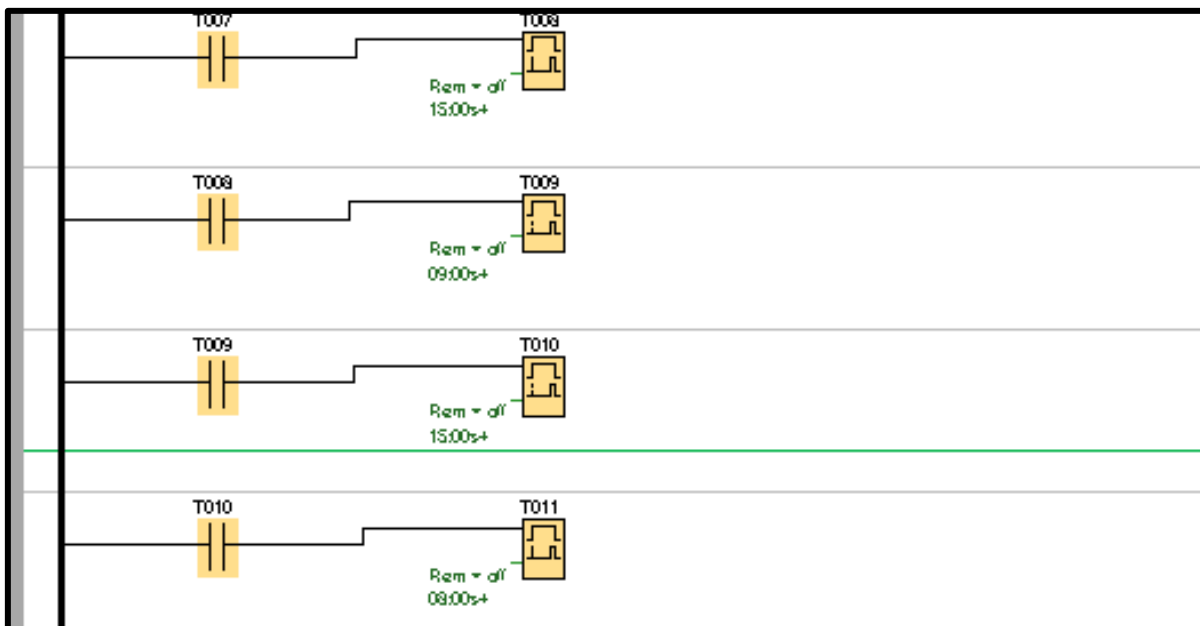 T007 T008
Rem = off
15:00s+
T008 T009
Rem = off
09:00s+
T009 T010
Rem = off
15:00s+
T010 T011
Rem = off
08:00s+